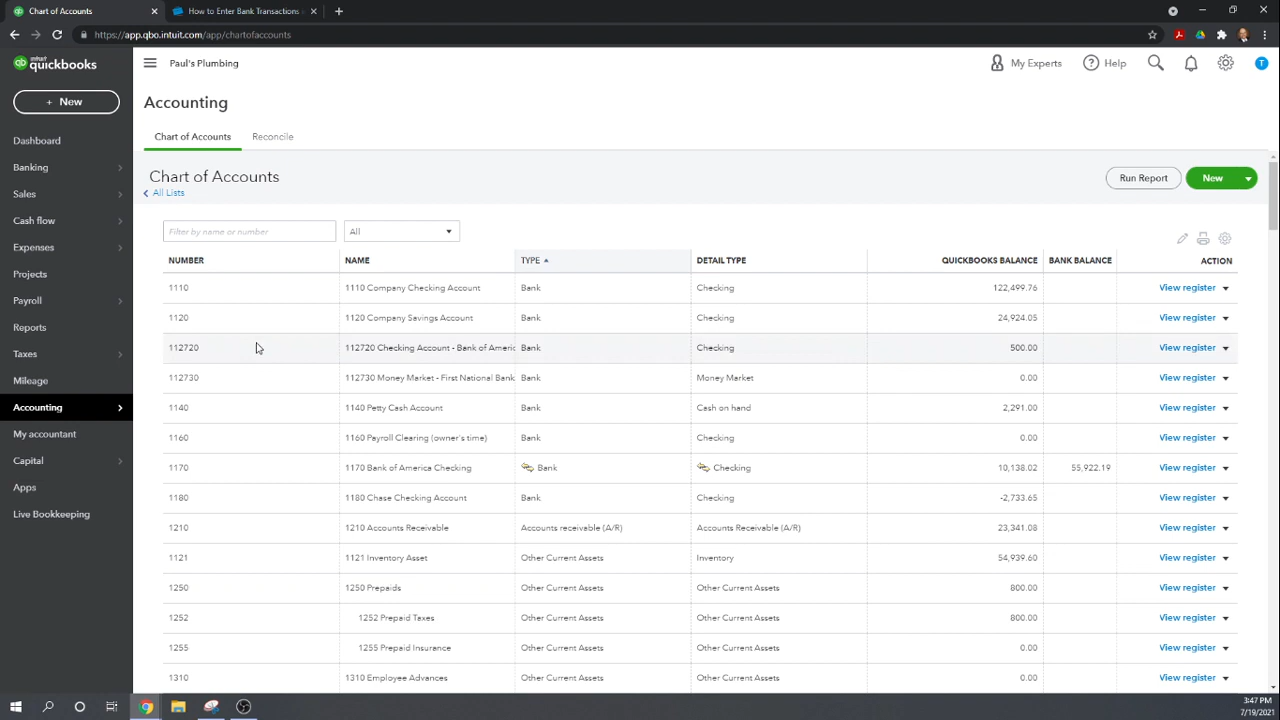 Chart of Accounts
How to Enter Bank Transactions
https://app.qbo.intuit.com/app/chartofaccounts
intuit quickbooks
Paul's Plumbing
My Experts
Help
T
+ New
Dashboard
Banking
Sales
Cash flow
Expenses
Projects
Payroll
Reports
Taxes
Mileage
Accounting
My accountant
Capital
Apps
Live Bookkeeping
Accounting
Chart of Accounts Reconcile
Chart of Accounts
All Lists
Run Report New
Filter by name or number All
NUMBER NAME TYPE DETAIL TYPE QUICKBOOKS BALANCE BANK BALANCE ACTION
1110 1110 Company Checking Account Bank Checking 122,499.76 View register
1120 1120 Company Savings Account Bank Checking 24,924.05 View register
112720 112720 Checking Account - Bank of Americ Bank Checking 500.00 View register
112730 112730 Money Market - First National Bank Bank Money Market 0.00 View register
1140 1140 Petty Cash Account Bank Cash on hand 2,291.00 View register
1160 1160 Payroll Clearing (owner's time) Bank Checking 0.00 View register
1170 1170 Bank of America Checking Bank Checking 10,138.02 55,922.19 View register
1180 1180 Chase Checking Account Bank Checking -2,733.65 View register
1210 1210 Accounts Receivable Accounts receivable (A/R) Accounts Receivable (A/R) 23,341.08 View register
1121 1121 Inventory Asset Other Current Assets Inventory 54,939.60 View register
1250 1250 Prepaids Other Current Assets Other Current Assets 800.00 View register
1252 1252 Prepaid Taxes Other Current Assets Other Current Assets 800.00 View register
1255 1255 Prepaid Insurance Other Current Assets Other Current Assets 0.00 View register
1310 1310 Employee Advances Other Current Assets Other Current Assets 0.00 View register
3:47 PM
7/19/2021